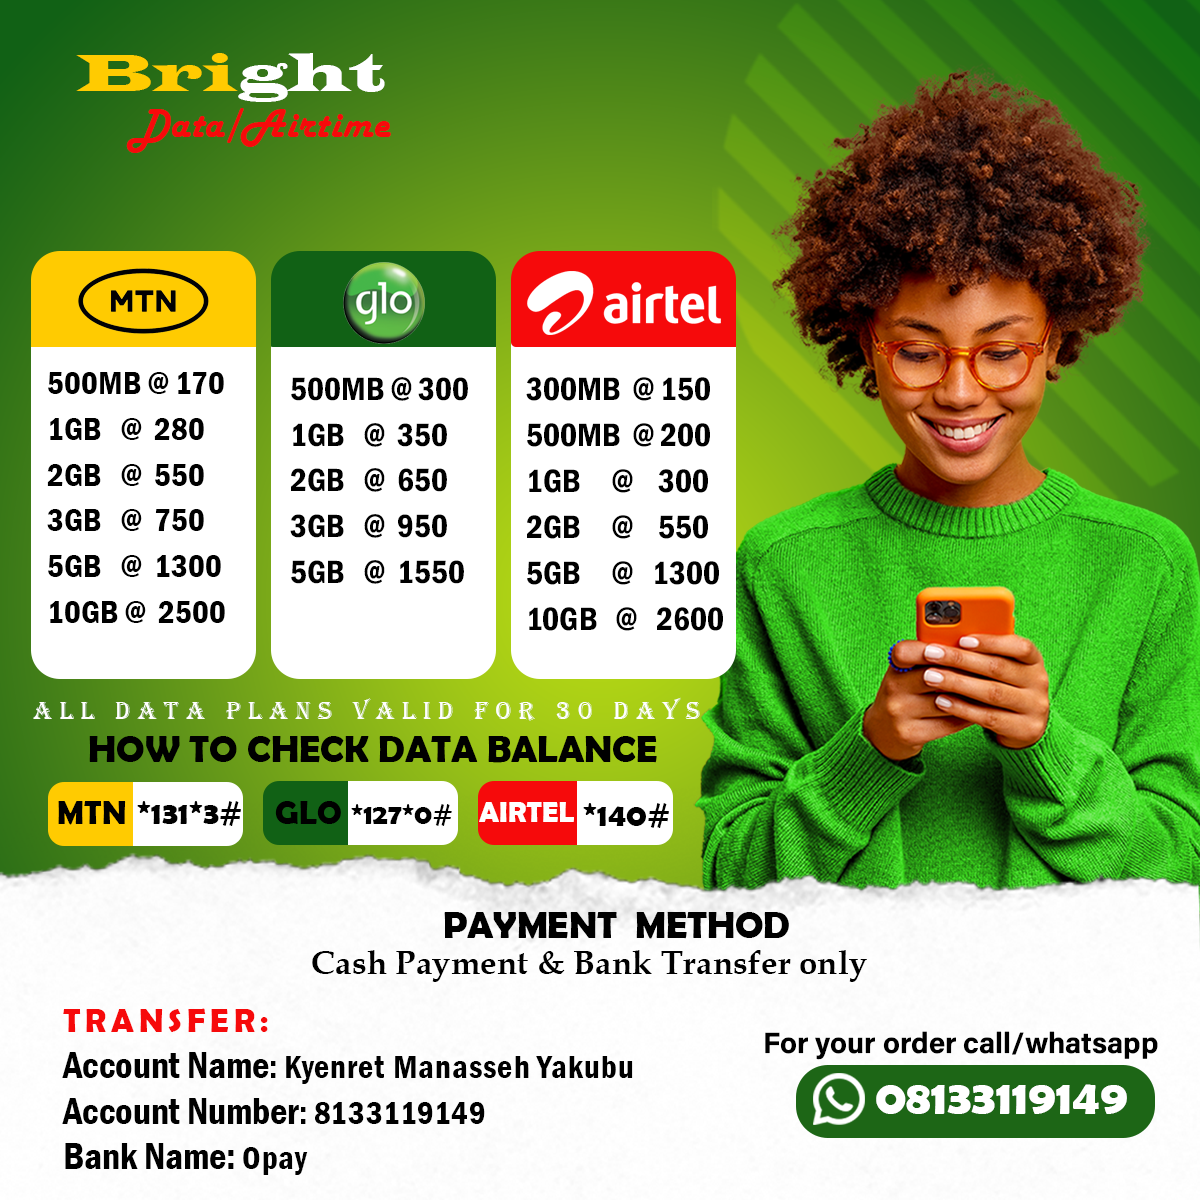 Bright
Data/Airtime
MTN
500MB @ 170
1GB @ 280
2GB @ 550
3GB @ 750
5GB @ 1300
10GB @ 2500
glo
500MB @ 300
1GB @ 350
2GB @ 650
3GB @ 950
5GB @ 1550
airtel
300MB @ 150
500MB @ 200
1GB @ 300
2GB @ 550
5GB @ 1300
10GB @ 2600
ALL DATA PLANS VALID FOR 30 DAYS
HOW TO CHECK DATA BALANCE
MTN *131*3#
GLO *127*0#
AIRTEL *140#
PAYMENT METHOD
Cash Payment & Bank Transfer only
TRANSFER:
Account Name: Kyenret Manasseh Yakubu
Account Number: 8133119149
Bank Name: Opay
For your order call/whatsapp
08133119149